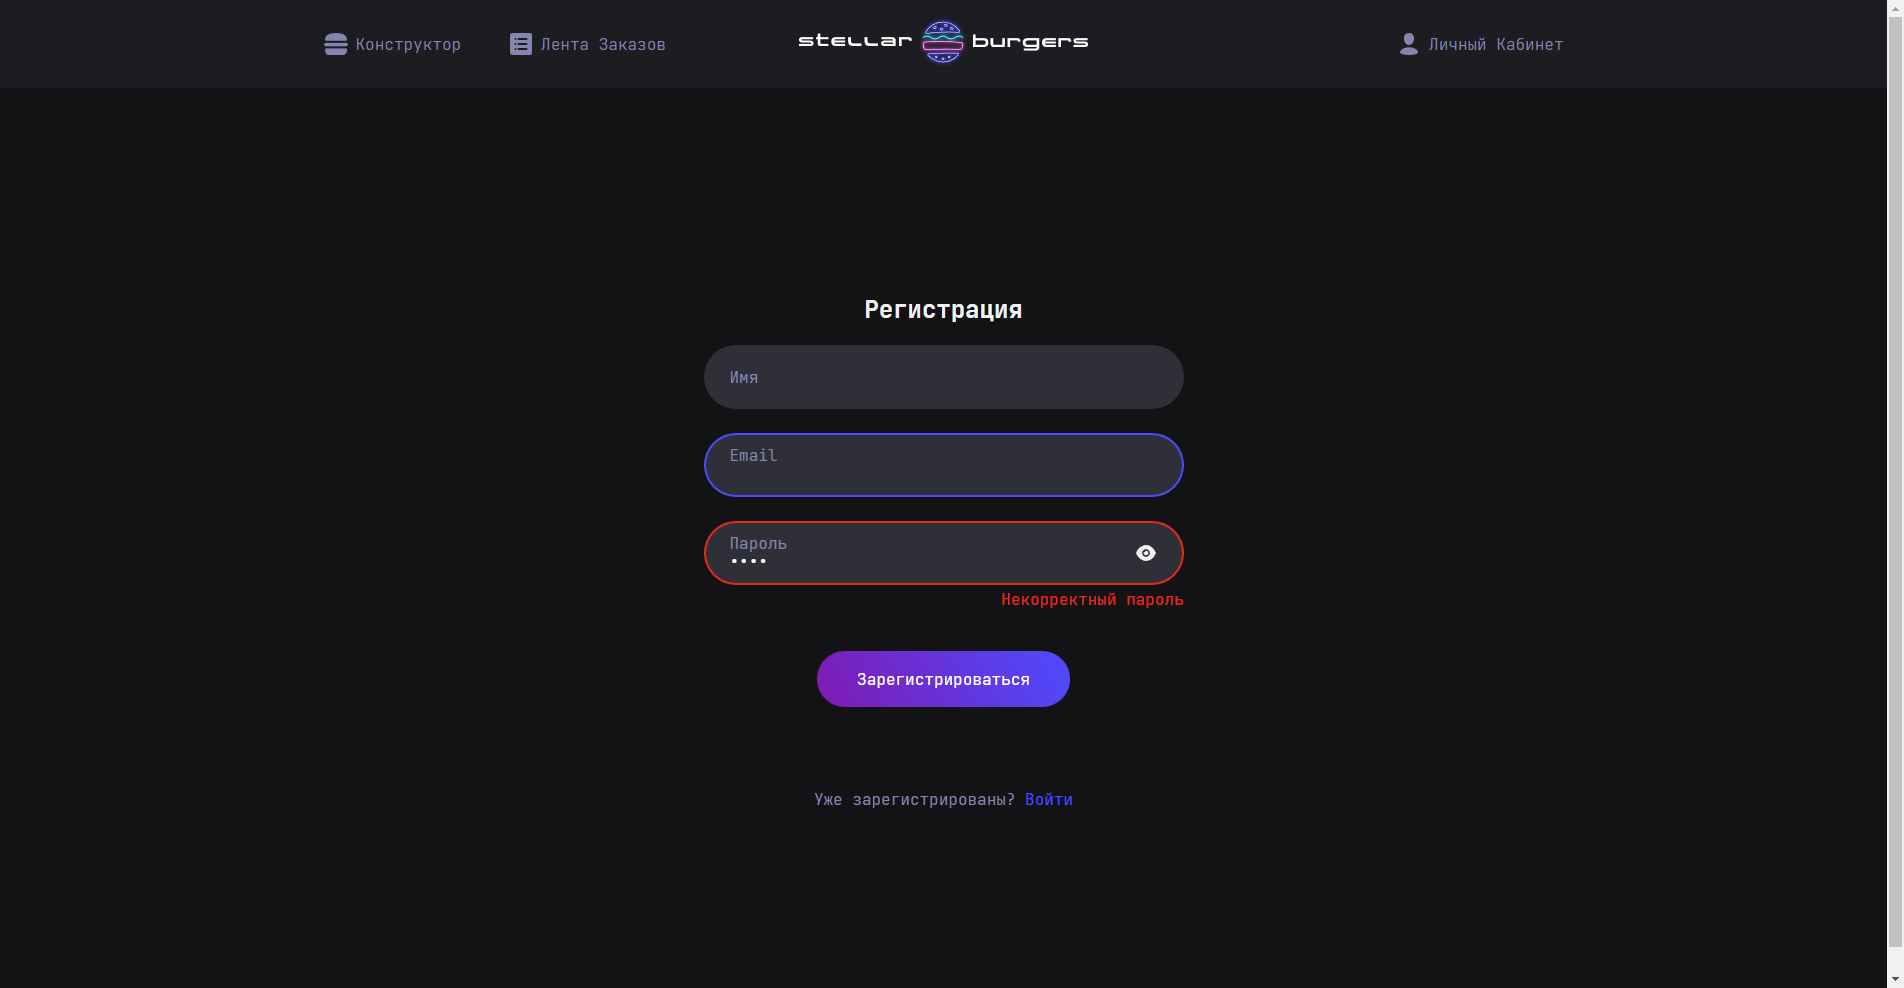 Конструктор
Лента Заказов
stellar burgers
Личный Кабинет
Регистрация
Имя
Email
Пароль
••••
Некорректный пароль
Зарегистрироваться
Уже зарегистрированы? Войти